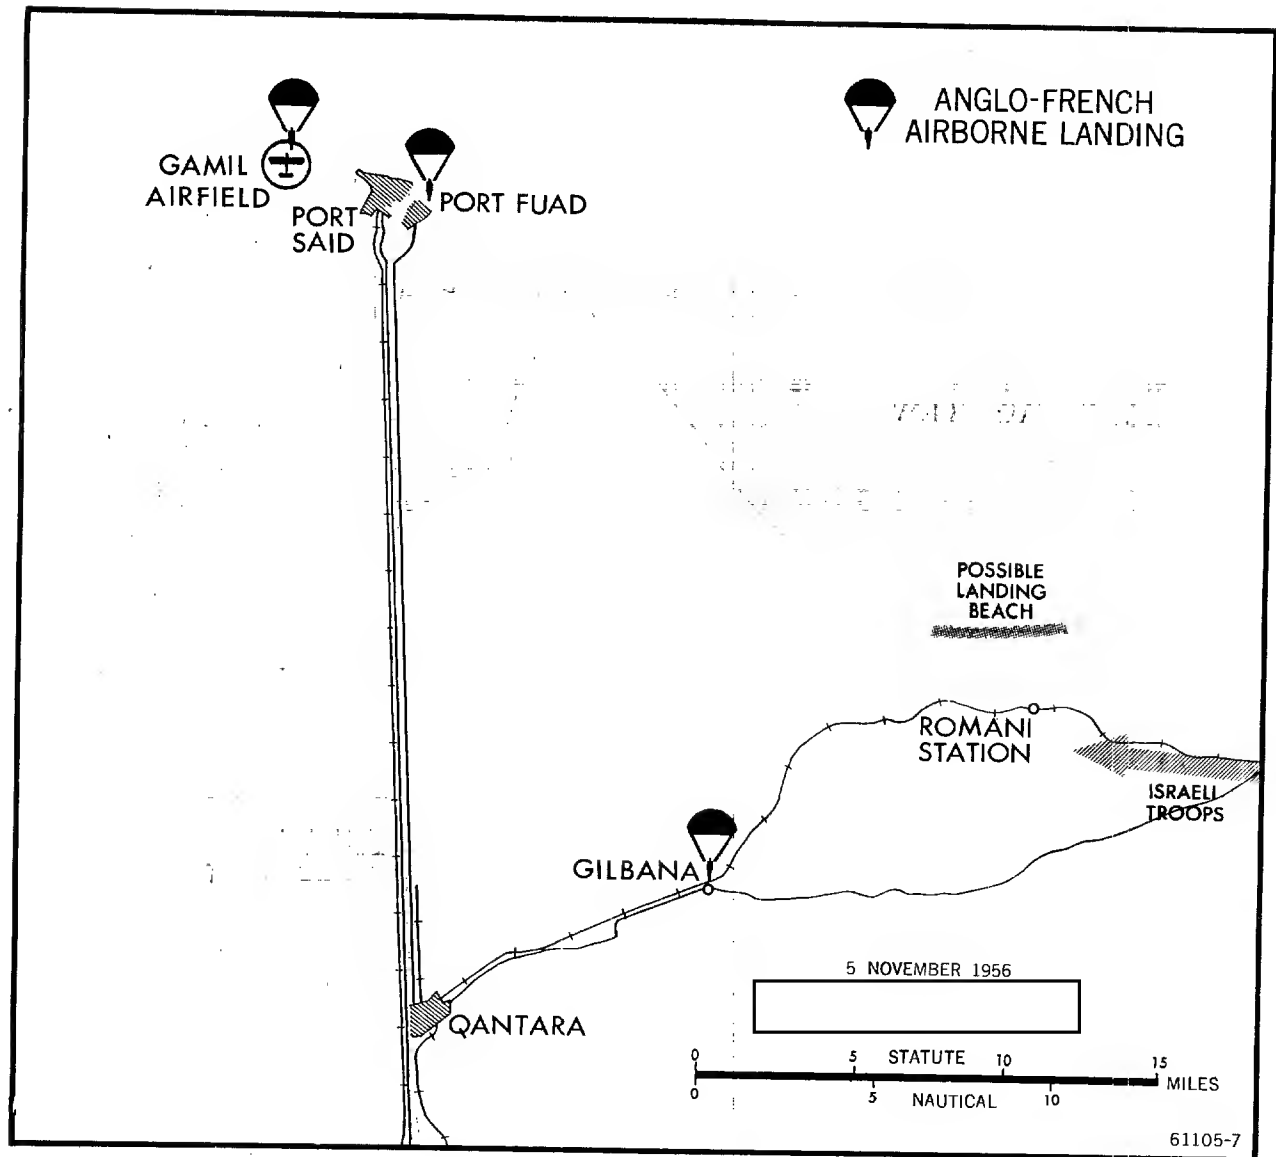 ANGLO-FRENCH
AIRBORNE LANDING
GAMIL
AIRFIELD
PORT
SAID
PORT FUAD
POSSIBLE
LANDING
BEACH
ROMANI
STATION
ISRAELI
TROOPS
GILBANA
QANTARA
5 NOVEMBER 1956
0 5 STATUTE 10 15
MILES
0 5 NAUTICAL 10
61105-7